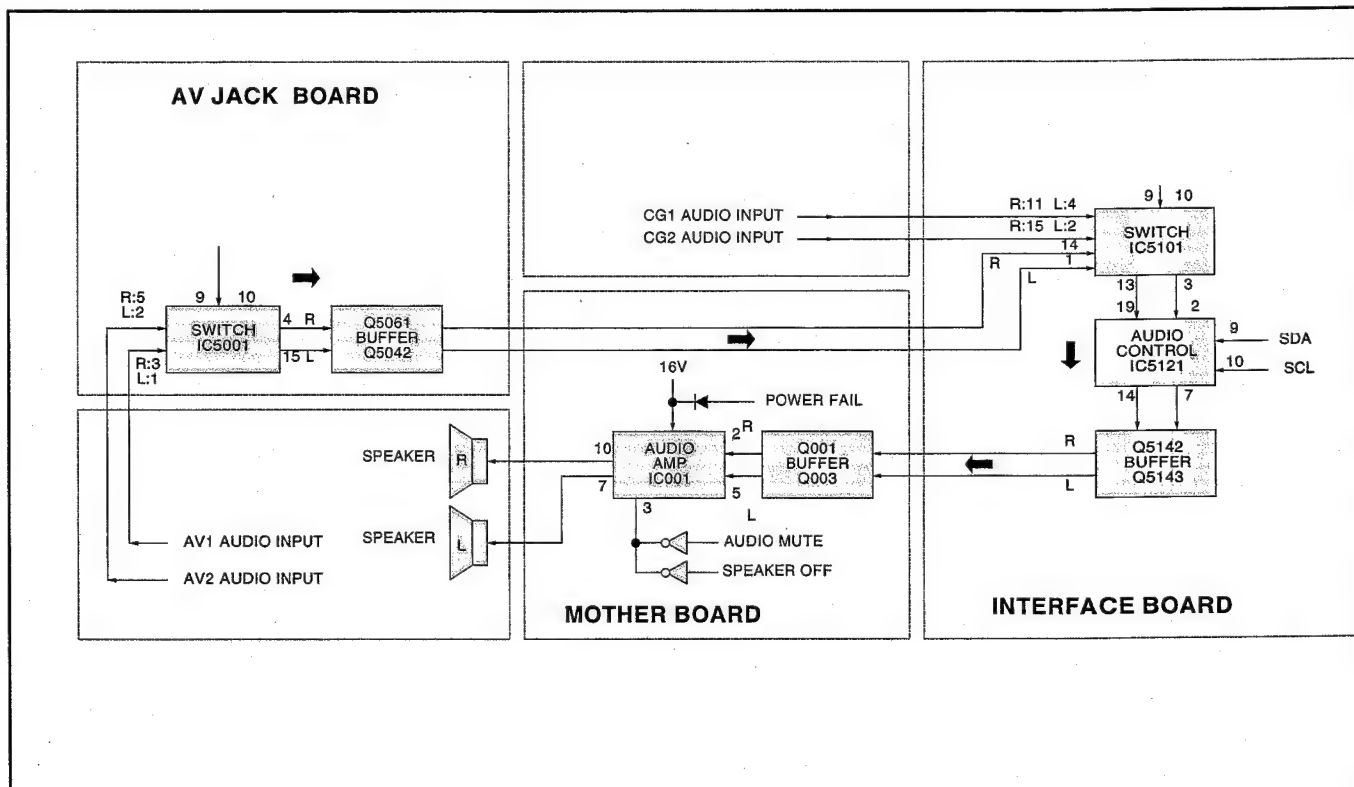 AV JACK BOARD
R:5
L:2
9 10
SWITCH
IC5001
R:3
L:1
4 R
15 L
Q5061
BUFFER
Q5042
SPEAKER
R
SPEAKER
L
AV1 AUDIO INPUT
AV2 AUDIO INPUT
CG1 AUDIO INPUT
CG2 AUDIO INPUT
16V
POWER FAIL
10
7
AUDIO
AMP
IC001
3
2 R
5
L
Q001
BUFFER
Q003
AUDIO MUTE
SPEAKER OFF
MOTHER BOARD
R:11 L:4
R:15 L:2
14
R
1
L
9 10
SWITCH
IC5101
13 3
19 2
AUDIO
CONTROL
IC5121
9 SDA
10 SCL
14 7
R
L
Q5142
BUFFER
Q5143
INTERFACE BOARD